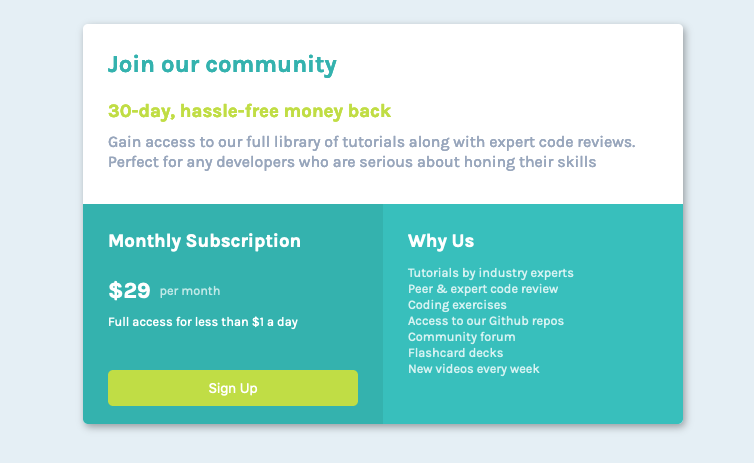 Join our community
30-day, hassle-free money back
Gain access to our full library of tutorials along with expert code reviews.
Perfect for any developers who are serious about honing their skills
Monthly Subscription
$29 per month
Full access for less than $1 a day
Sign Up
Why Us
Tutorials by industry experts
Peer & expert code review
Coding exercises
Access to our Github repos
Community forum
Flashcard decks
New videos every week